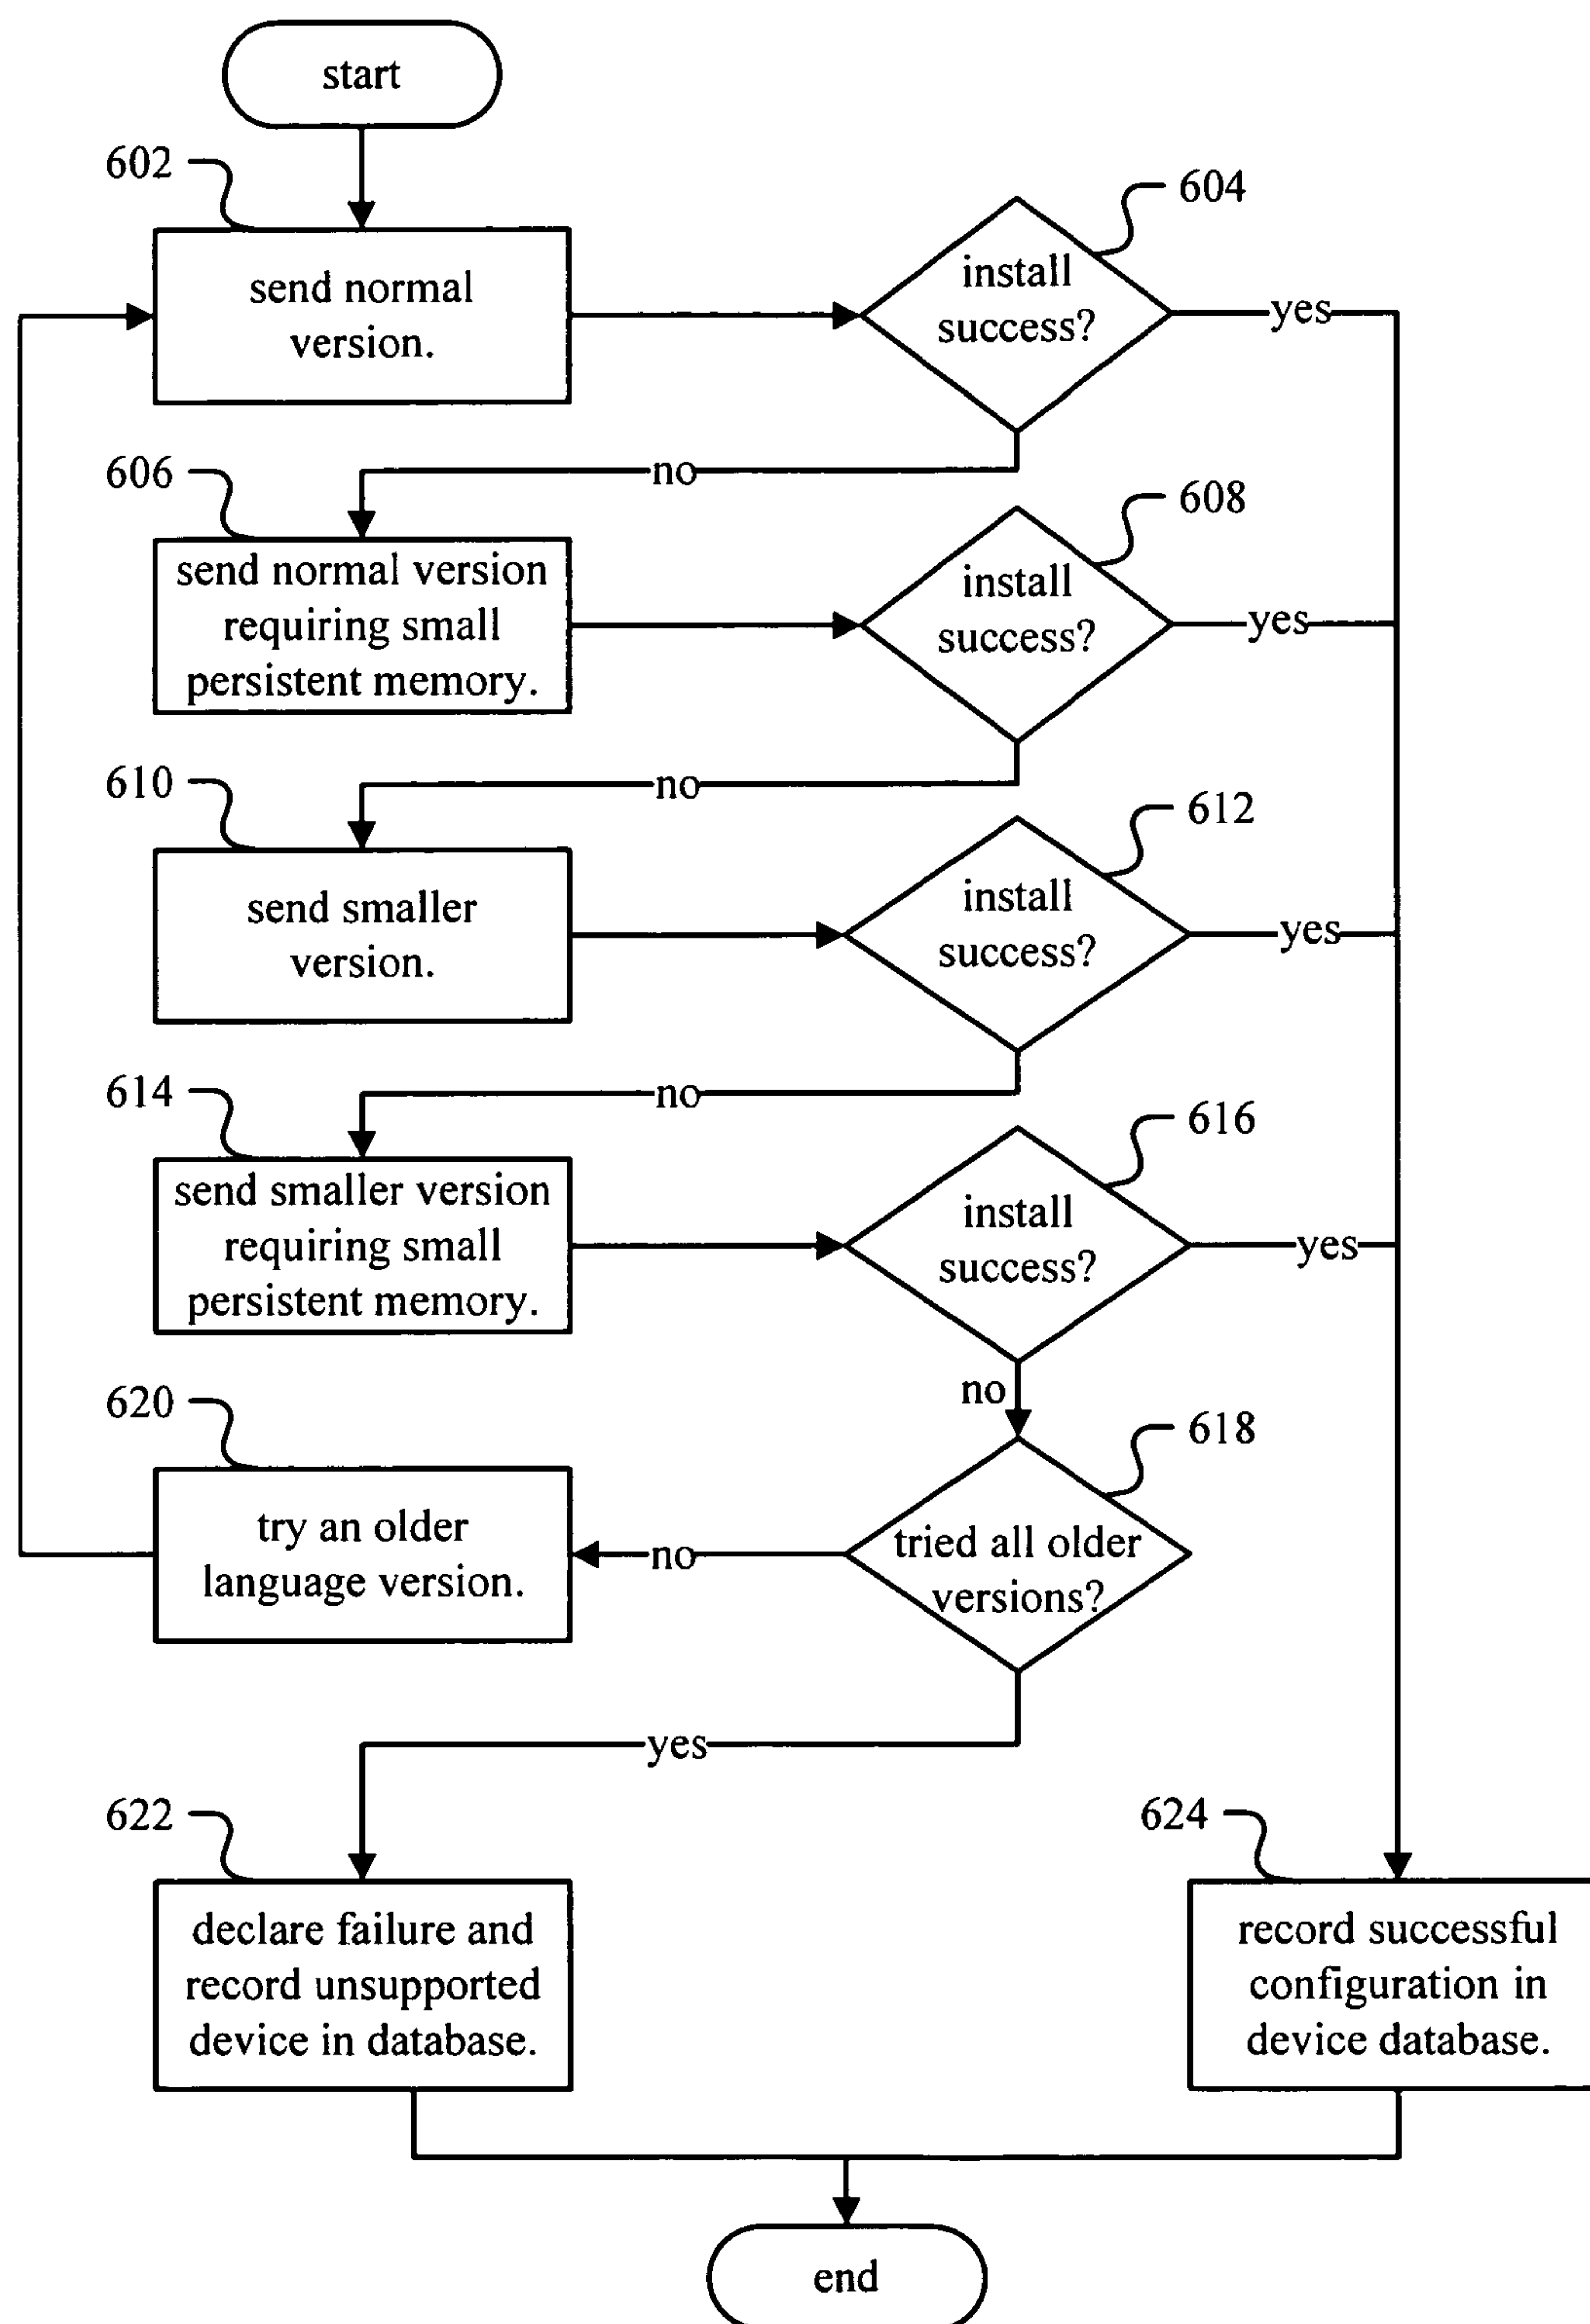 start
602
send normal
version.
604
install
success?
yes
no
606
send normal version
requiring small
persistent memory.
608
install
success?
yes
no
610
send smaller
version.
612
install
success?
yes
no
614
send smaller version
requiring small
persistent memory.
616
install
success?
yes
no
618
tried all older
versions?
no
620
try an older
language version.
yes
622
declare failure and
record unsupported
device in database.
624
record successful
configuration in
device database.
end